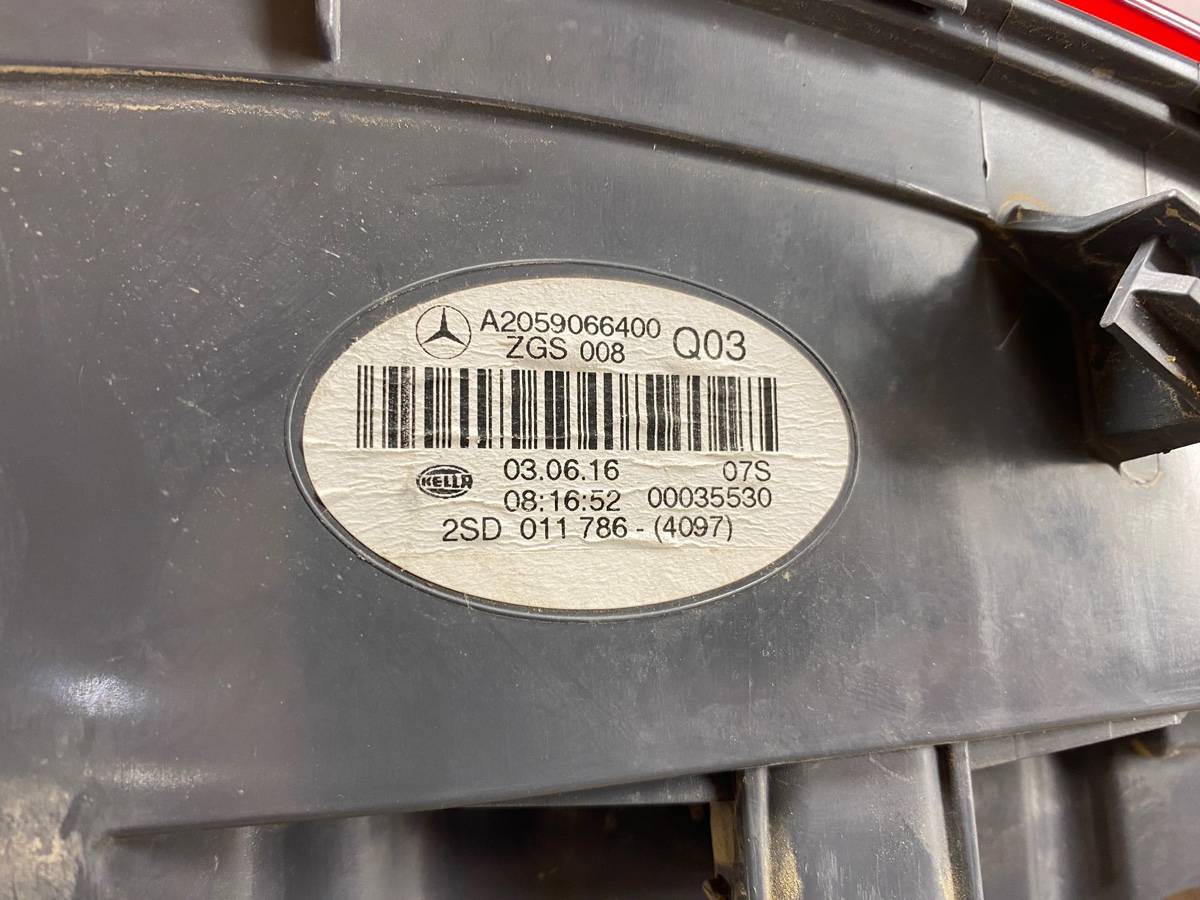 A2059066400
ZGS 008 Q03
HELLA 03.06.16 07S
08:16:52 00035530
2SD 011 786 - (4097)